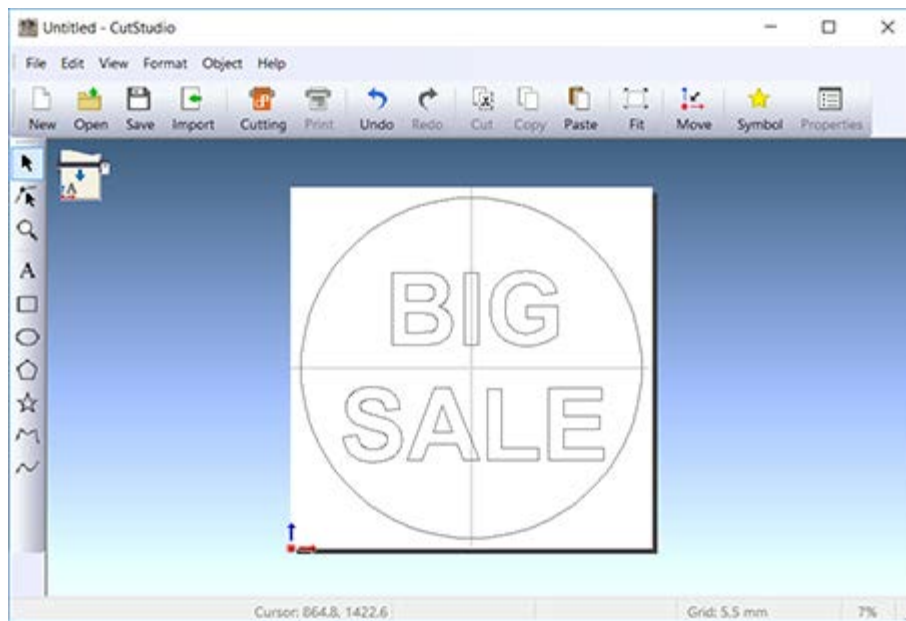 Untitled - CutStudio
File Edit View Format Object Help
New Open Save Import Cutting Print Undo Redo Cut Copy Paste Fit Move Symbol Properties
A
A
BIG
SALE
Cursor: 864.8, 1422.6 Grid: 5.5 mm 7%